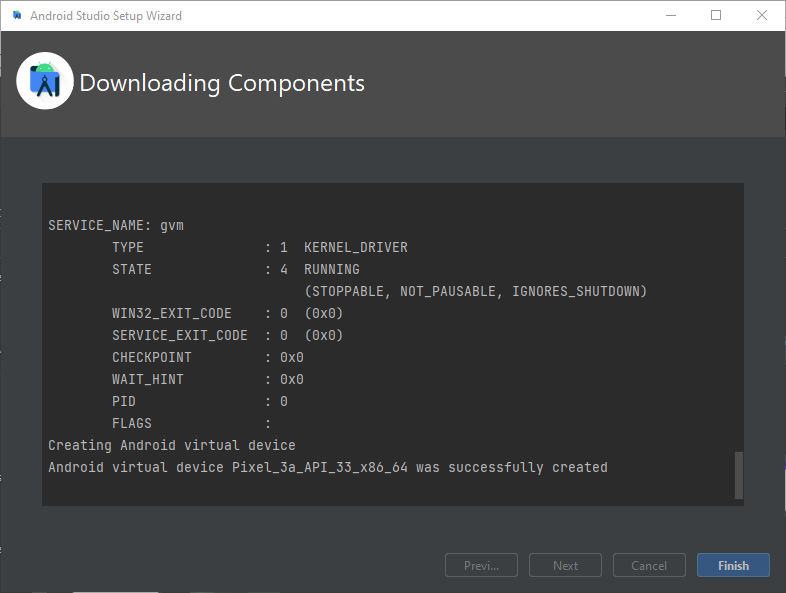 Android Studio Setup Wizard
Downloading Components
SERVICE_NAME: gvm
TYPE : 1 KERNEL_DRIVER
STATE : 4 RUNNING
(STOPPABLE, NOT_PAUSABLE, IGNORES_SHUTDOWN)
WIN32_EXIT_CODE : 0 (0x0)
SERVICE_EXIT_CODE : 0 (0x0)
CHECKPOINT : 0x0
WAIT_HINT : 0x0
PID : 0
FLAGS :
Creating Android virtual device
Android virtual device Pixel_3a_API_33_x86_64 was successfully created
Previ... Next Cancel Finish